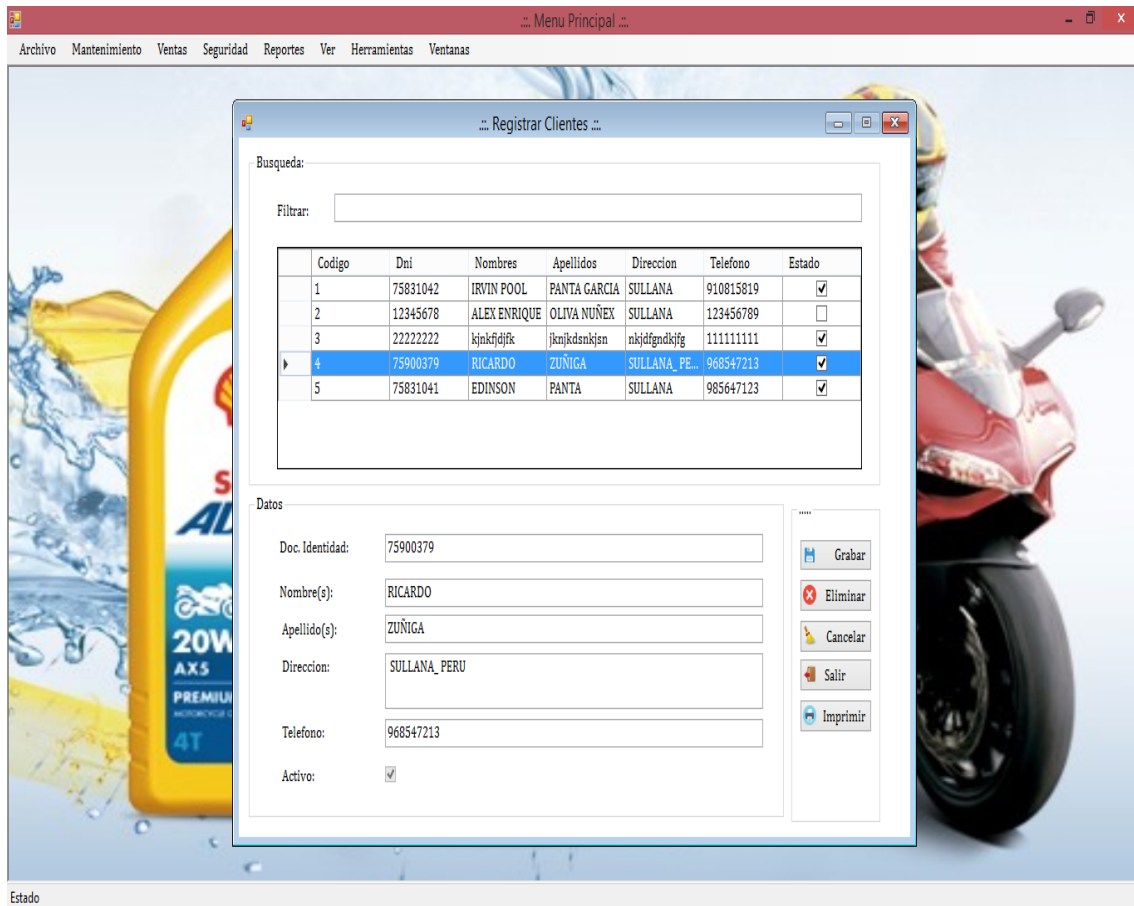 .::. Menu Principal .::.
Archivo Mantenimiento Ventas Seguridad Reportes Ver Herramientas Ventanas
.::. Registrar Clientes .::.
Busqueda:
Filtrar:
Codigo Dni Nombres Apellidos Direccion Telefono Estado
1 75831042 IRVIN POOL PANTA GARCIA SULLANA 910815819
2 12345678 ALEX ENRIQUE OLIVA NUÑEX SULLANA 123456789
3 22222222 kjnkfjdjfk jknjkdsnkjsn nkjdfgndkjfg 111111111
4 75900379 RICARDO ZUÑIGA SULLANA_PE... 968547213
5 75831041 EDINSON PANTA SULLANA 985647123
Datos
.....
Doc. Identidad: 75900379
Grabar
Nombre(s): RICARDO
Eliminar
Apellido(s): ZUÑIGA
Cancelar
Direccion: SULLANA_PERU
Salir
Imprimir
Telefono: 968547213
Activo:
S
AD
20W
AX5
PREMIU
4T
Estado